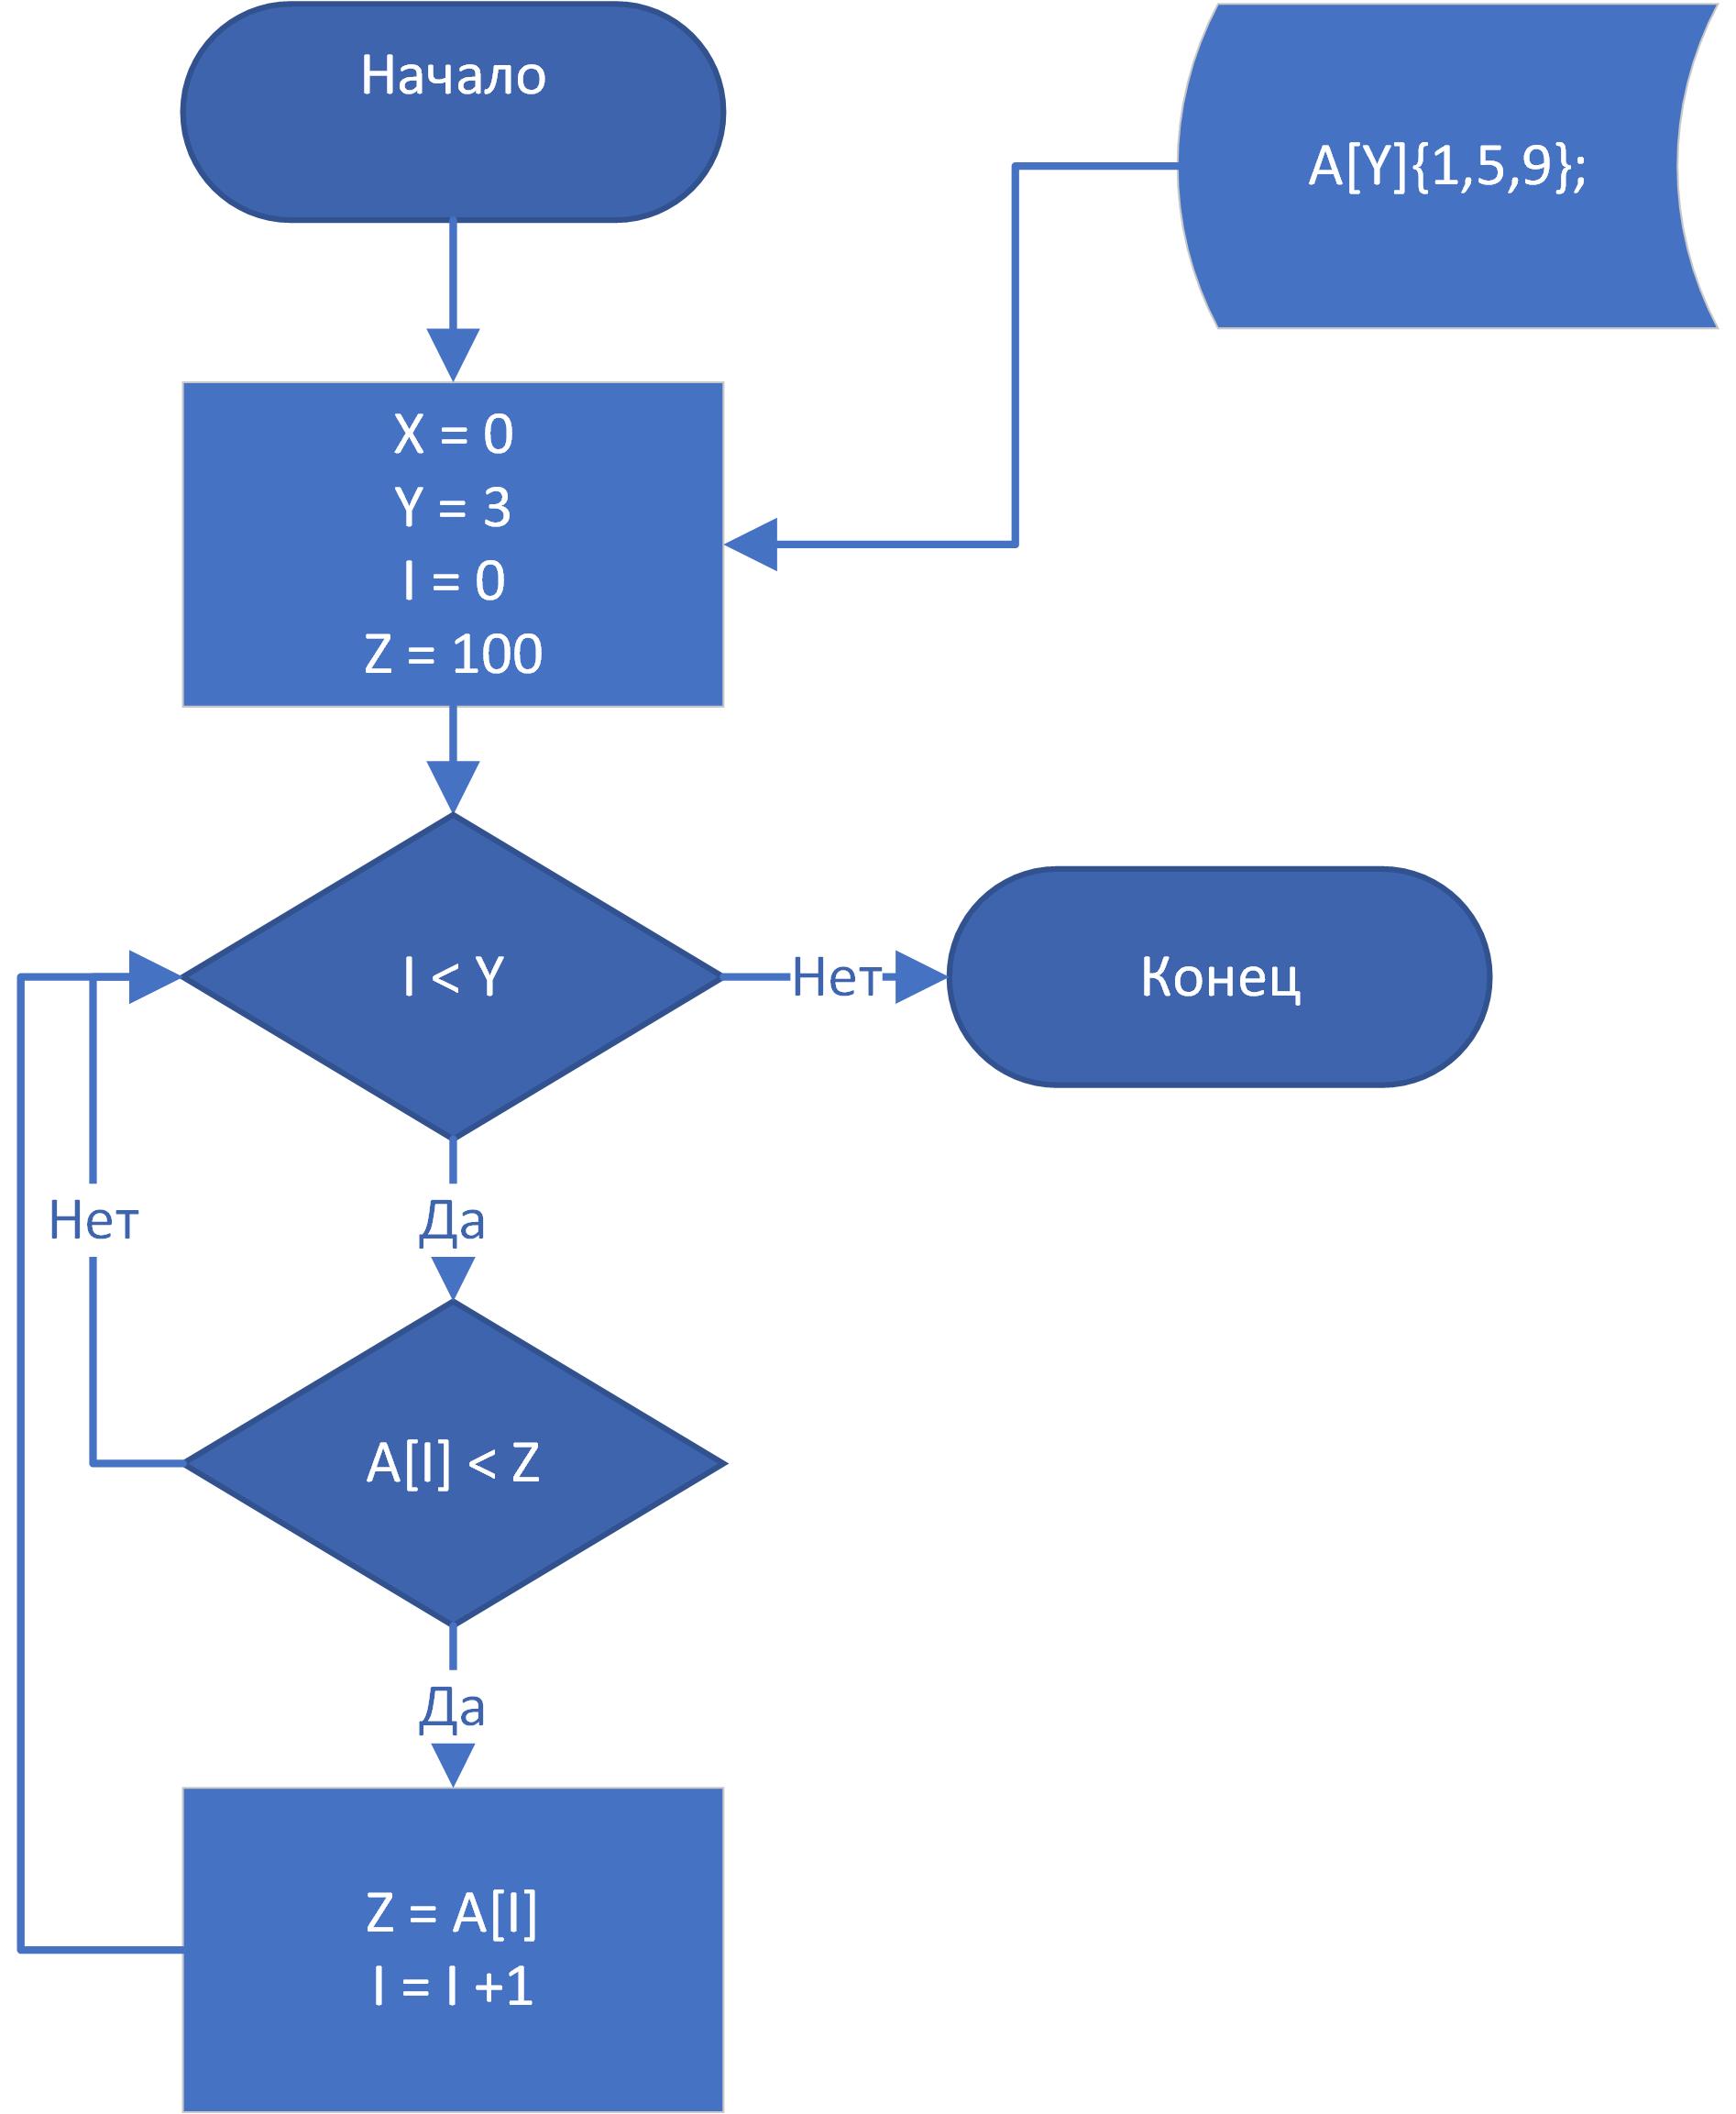 Начало
A[Y]{1,5,9};
X = 0
Y = 3
I = 0
Z = 100
I < Y
Нет
Конец
Нет
Да
A[I] < Z
Да
Z = A[I]
I = I +1